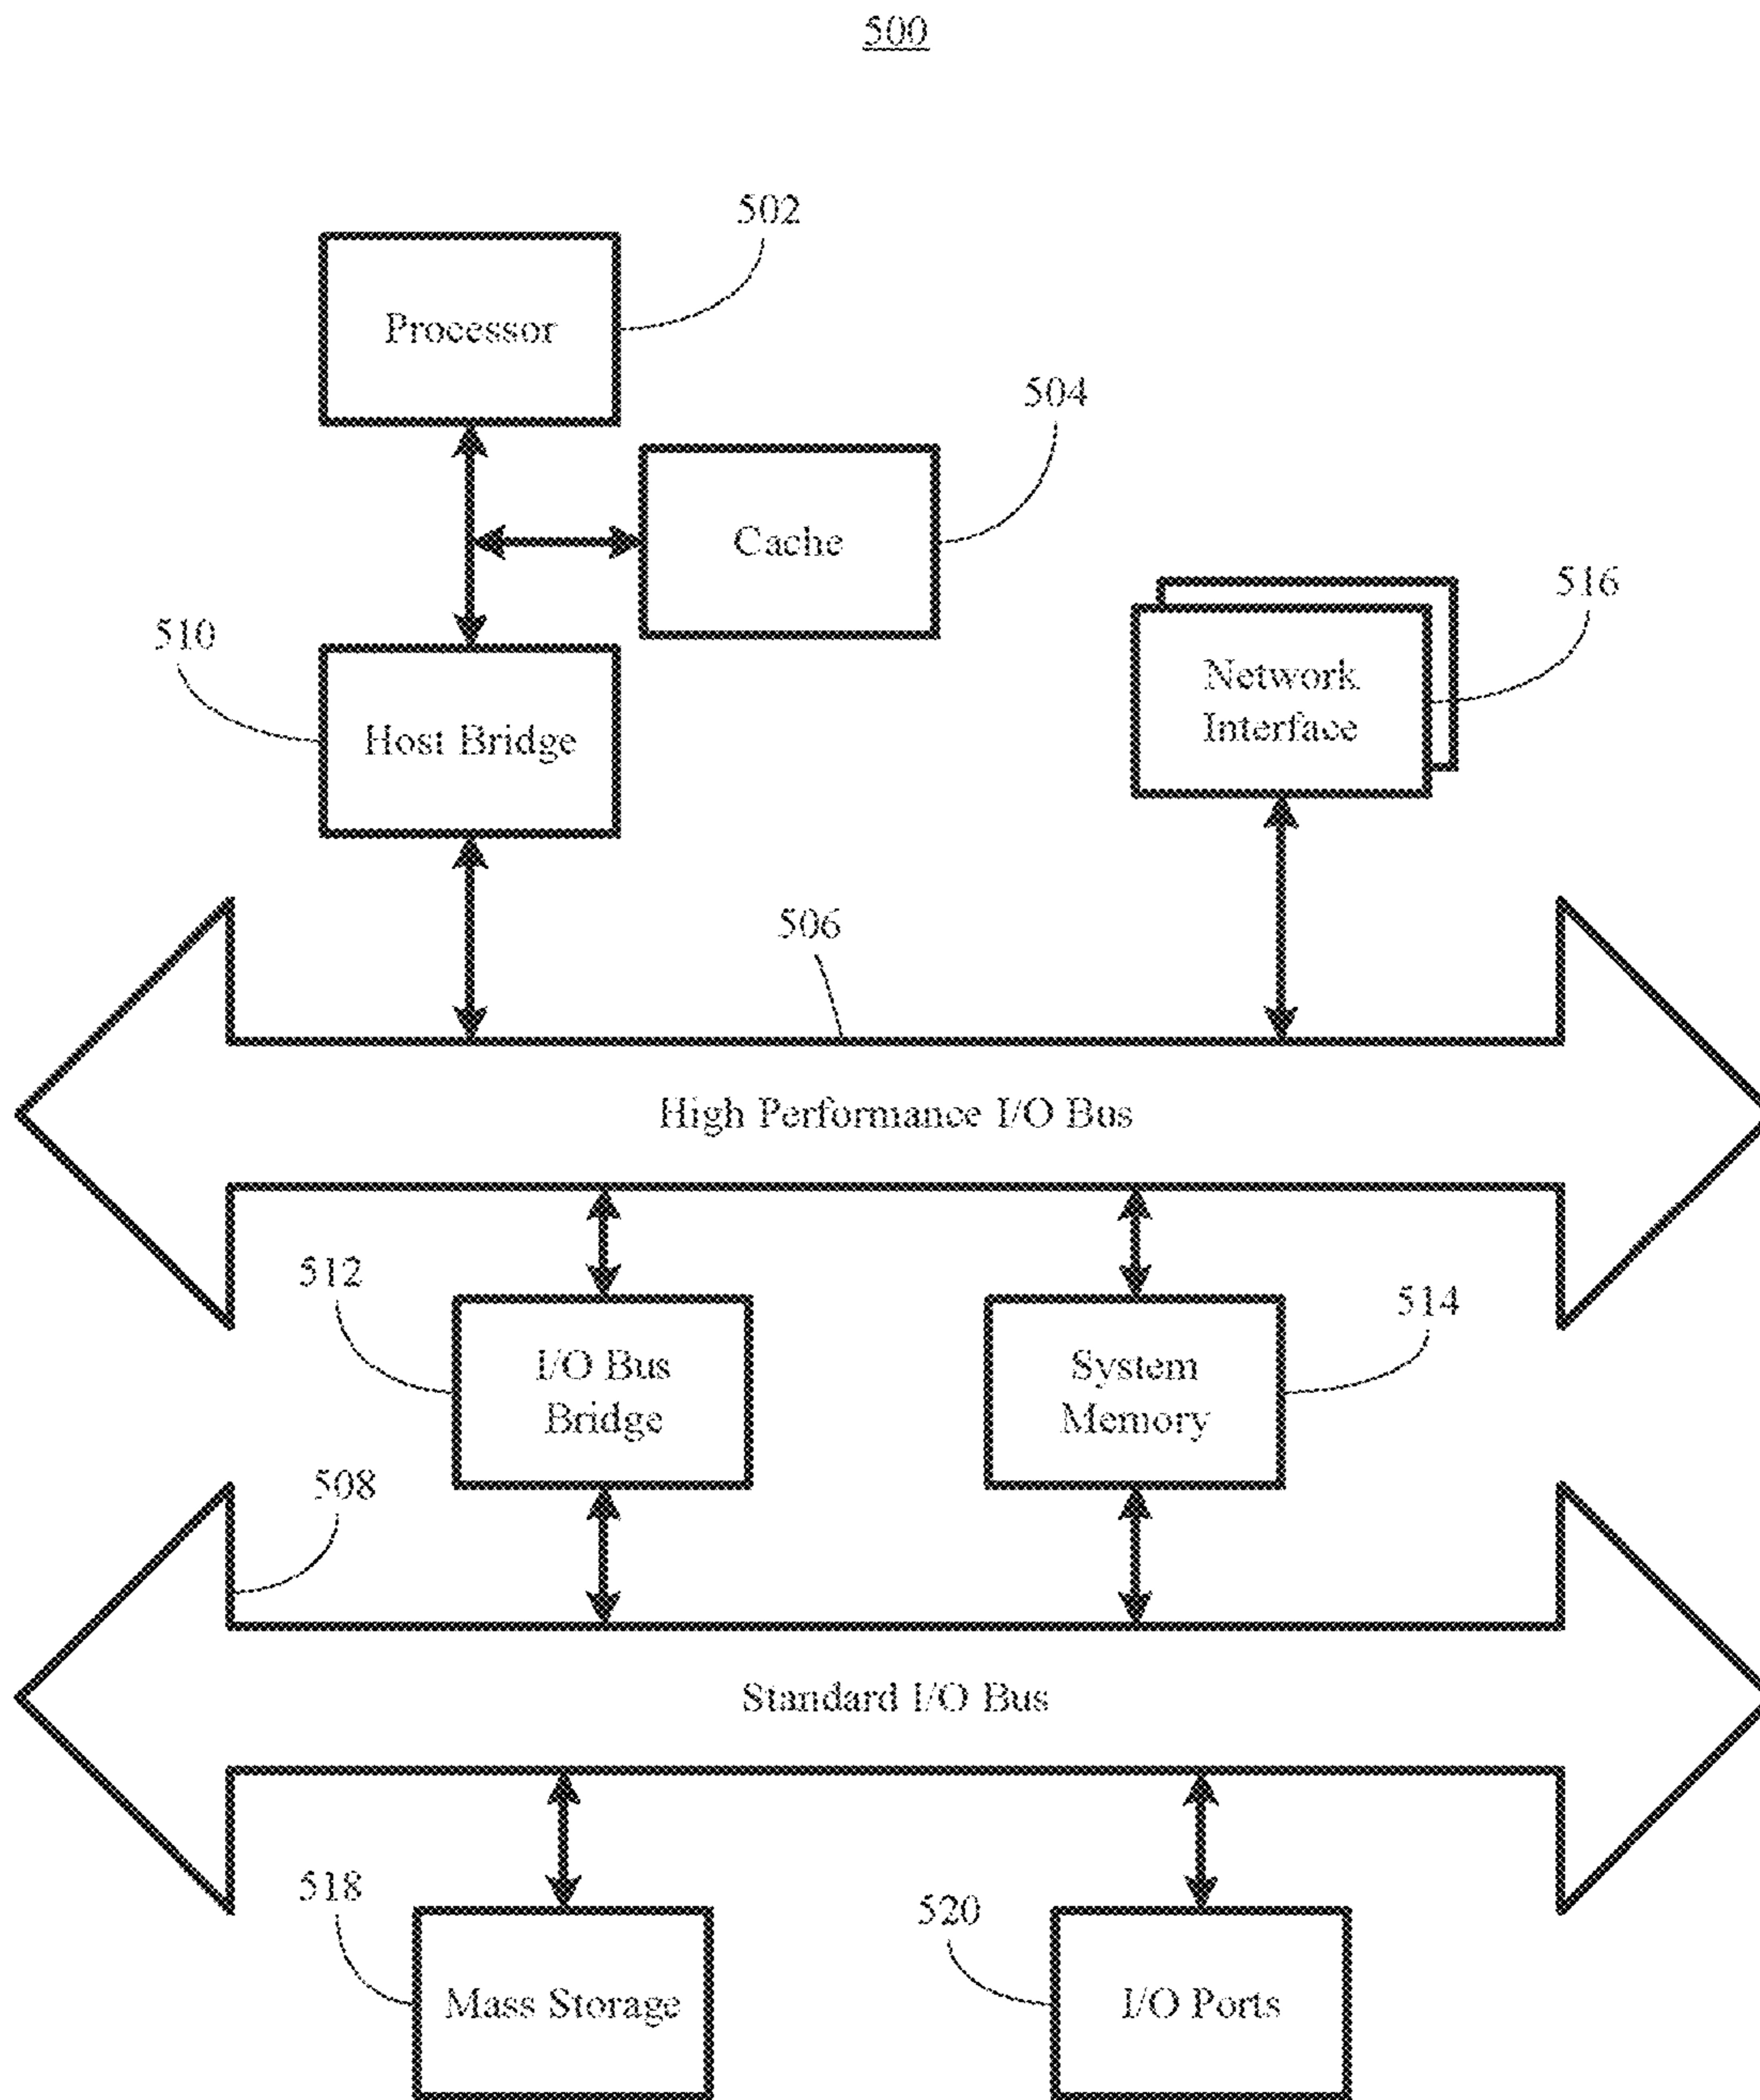 500
502
Processor
504
Cache
516
510
Network
Interface
Host Bridge
506
High Performance I/O Bus
512
514
I/O Bus
Bridge
System
Memory
508
Standard I/O Bus
518
520
Mass Storage
I/O Ports